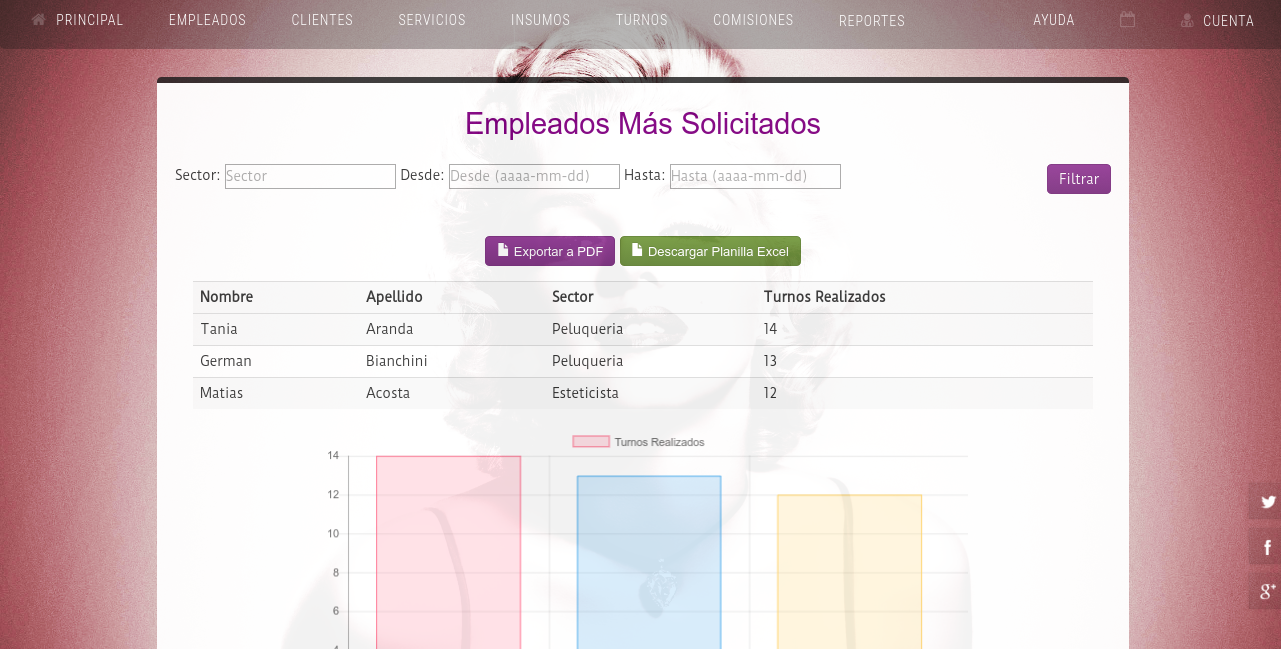 PRINCIPAL EMPLEADOS CLIENTES SERVICIOS INSUMOS TURNOS COMISIONES REPORTES AYUDA CUENTA
Empleados Más Solicitados
Sector: Sector Desde: Desde (aaaa-mm-dd) Hasta: Hasta (aaaa-mm-dd) Filtrar
Exportar a PDF Descargar Planilla Excel
Nombre Apellido Sector Turnos Realizados
Tania Aranda Peluqueria 14
German Bianchini Peluqueria 13
Matias Acosta Esteticista 12
Turnos Realizados
14
12
10
8
6